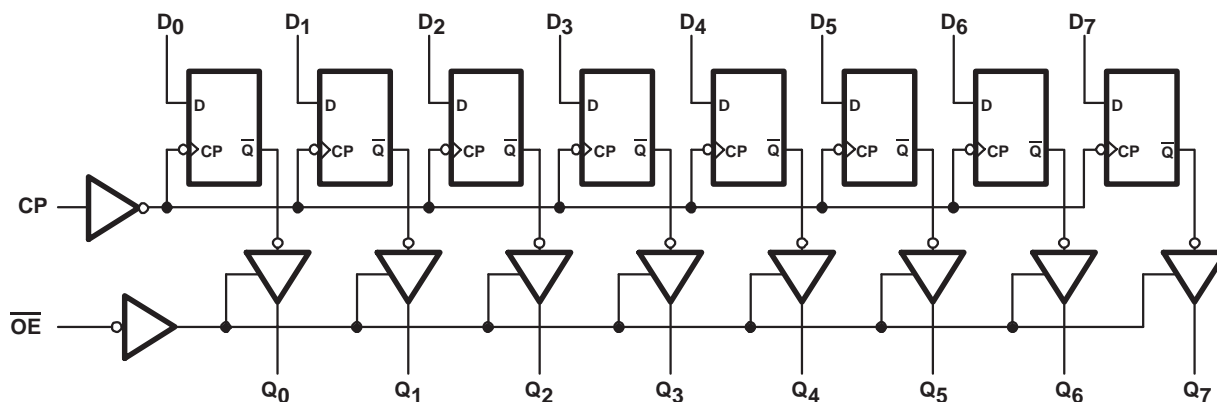 D0 D1 D2 D3 D4 D5 D6 D7
D D D D D D D D
CP Q̅ CP Q̅ CP Q̅ CP Q̅ CP Q̅ CP Q̅ CP Q̅ CP Q̅
CP
O̅E̅
Q0 Q1 Q2 Q3 Q4 Q5 Q6 Q7